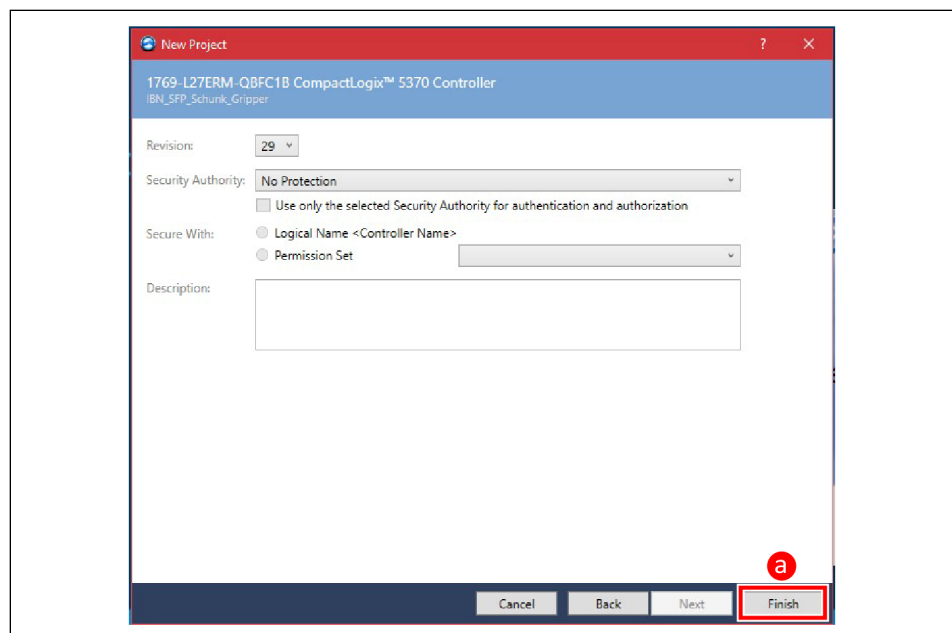 New Project
?
1769-L27ERM-QBFC1B CompactLogix™ 5370 Controller
IBN_SFP_Schunk_Gripper
Revision: 29
Security Authority: No Protection
Use only the selected Security Authority for authentication and authorization
Secure With: Logical Name <Controller Name>
Permission Set
Description:
a
Cancel Back Next Finish